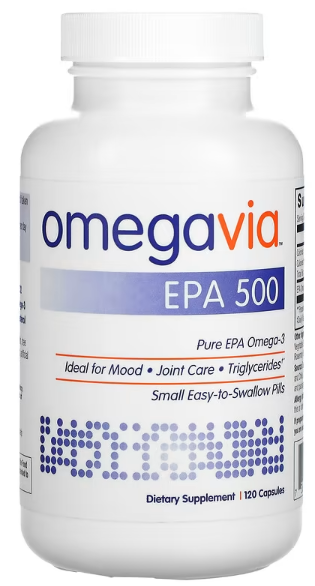 omegavia™
EPA 500
Pure EPA Omega-3
Ideal for Mood • Joint Care • Triglycerides*
Small Easy-to-Swallow Pills
Dietary Supplement | 120 Capsules